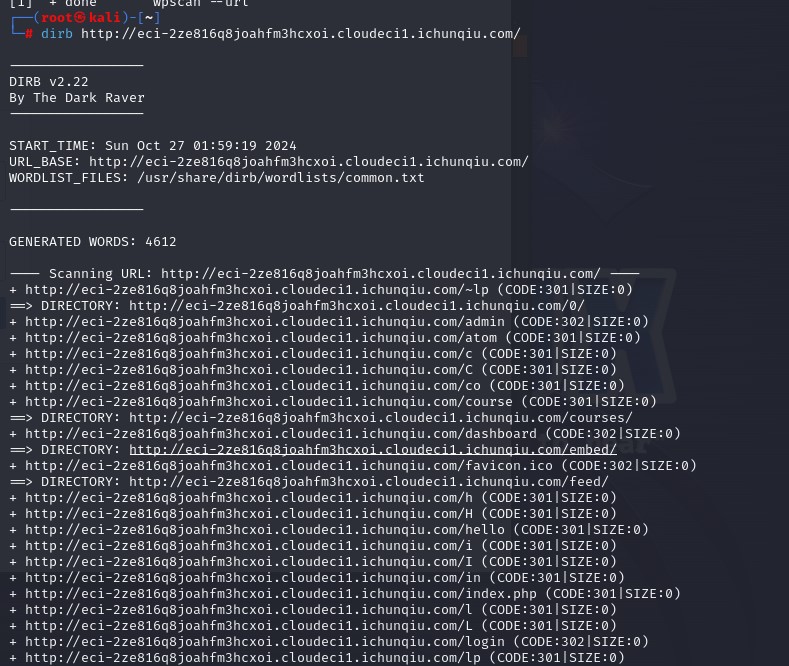 [1]  + done       wpscan --url
┌──(root㉿kali)-[~]
└─# dirb http://eci-2ze816q8joahfm3hcxoi.cloudeci1.ichunqiu.com/
-----------------
DIRB v2.22
By The Dark Raver
-----------------
START_TIME: Sun Oct 27 01:59:19 2024
URL_BASE: http://eci-2ze816q8joahfm3hcxoi.cloudeci1.ichunqiu.com/
WORDLIST_FILES: /usr/share/dirb/wordlists/common.txt
-----------------
GENERATED WORDS: 4612
---- Scanning URL: http://eci-2ze816q8joahfm3hcxoi.cloudeci1.ichunqiu.com/ ----
+ http://eci-2ze816q8joahfm3hcxoi.cloudeci1.ichunqiu.com/~lp (CODE:301|SIZE:0)
==> DIRECTORY: http://eci-2ze816q8joahfm3hcxoi.cloudeci1.ichunqiu.com/0/
+ http://eci-2ze816q8joahfm3hcxoi.cloudeci1.ichunqiu.com/admin (CODE:302|SIZE:0)
+ http://eci-2ze816q8joahfm3hcxoi.cloudeci1.ichunqiu.com/atom (CODE:301|SIZE:0)
+ http://eci-2ze816q8joahfm3hcxoi.cloudeci1.ichunqiu.com/c (CODE:301|SIZE:0)
+ http://eci-2ze816q8joahfm3hcxoi.cloudeci1.ichunqiu.com/C (CODE:301|SIZE:0)
+ http://eci-2ze816q8joahfm3hcxoi.cloudeci1.ichunqiu.com/co (CODE:301|SIZE:0)
+ http://eci-2ze816q8joahfm3hcxoi.cloudeci1.ichunqiu.com/course (CODE:301|SIZE:0)
==> DIRECTORY: http://eci-2ze816q8joahfm3hcxoi.cloudeci1.ichunqiu.com/courses/
+ http://eci-2ze816q8joahfm3hcxoi.cloudeci1.ichunqiu.com/dashboard (CODE:302|SIZE:0)
==> DIRECTORY: http://eci-2ze816q8joahfm3hcxoi.cloudeci1.ichunqiu.com/embed/
+ http://eci-2ze816q8joahfm3hcxoi.cloudeci1.ichunqiu.com/favicon.ico (CODE:302|SIZE:0)
==> DIRECTORY: http://eci-2ze816q8joahfm3hcxoi.cloudeci1.ichunqiu.com/feed/
+ http://eci-2ze816q8joahfm3hcxoi.cloudeci1.ichunqiu.com/h (CODE:301|SIZE:0)
+ http://eci-2ze816q8joahfm3hcxoi.cloudeci1.ichunqiu.com/H (CODE:301|SIZE:0)
+ http://eci-2ze816q8joahfm3hcxoi.cloudeci1.ichunqiu.com/hello (CODE:301|SIZE:0)
+ http://eci-2ze816q8joahfm3hcxoi.cloudeci1.ichunqiu.com/i (CODE:301|SIZE:0)
+ http://eci-2ze816q8joahfm3hcxoi.cloudeci1.ichunqiu.com/I (CODE:301|SIZE:0)
+ http://eci-2ze816q8joahfm3hcxoi.cloudeci1.ichunqiu.com/in (CODE:301|SIZE:0)
+ http://eci-2ze816q8joahfm3hcxoi.cloudeci1.ichunqiu.com/index.php (CODE:301|SIZE:0)
+ http://eci-2ze816q8joahfm3hcxoi.cloudeci1.ichunqiu.com/l (CODE:301|SIZE:0)
+ http://eci-2ze816q8joahfm3hcxoi.cloudeci1.ichunqiu.com/L (CODE:301|SIZE:0)
+ http://eci-2ze816q8joahfm3hcxoi.cloudeci1.ichunqiu.com/login (CODE:302|SIZE:0)
+ http://eci-2ze816q8joahfm3hcxoi.cloudeci1.ichunqiu.com/lp (CODE:301|SIZE:0)